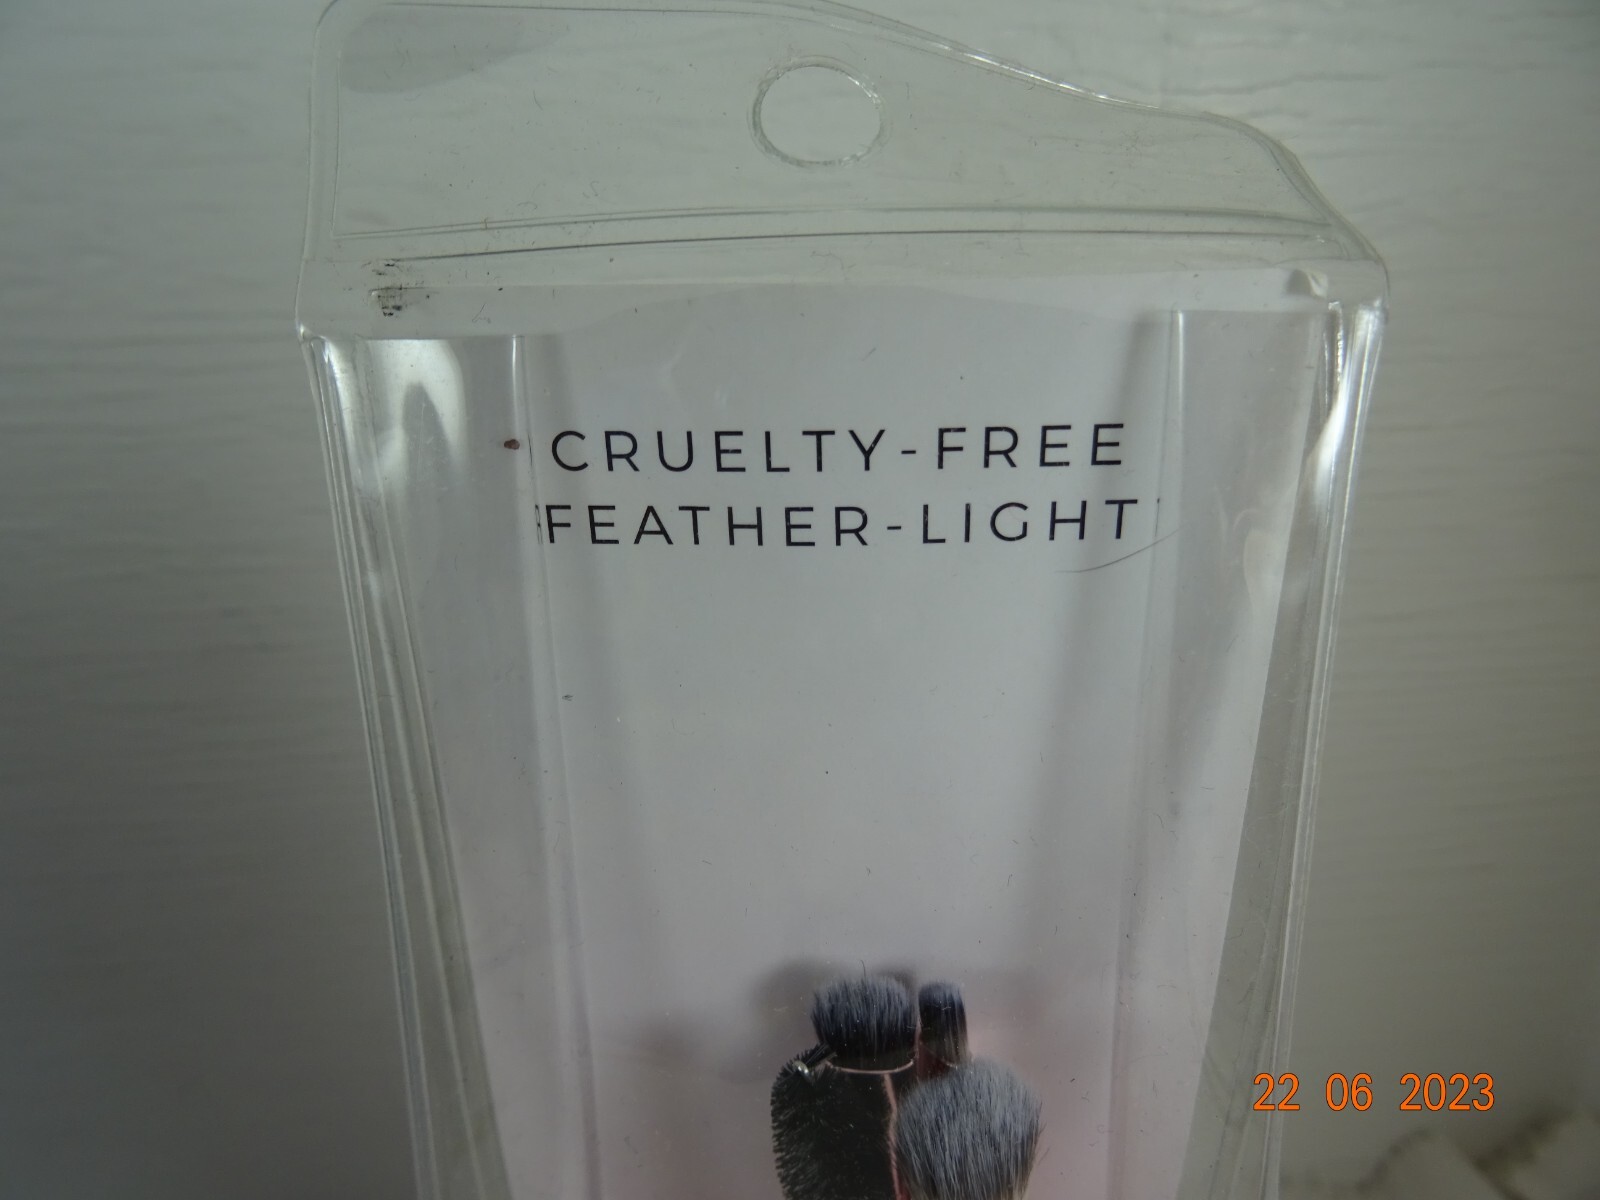 CRUELTY-FREE
FEATHER-LIGHT
22 06 2023